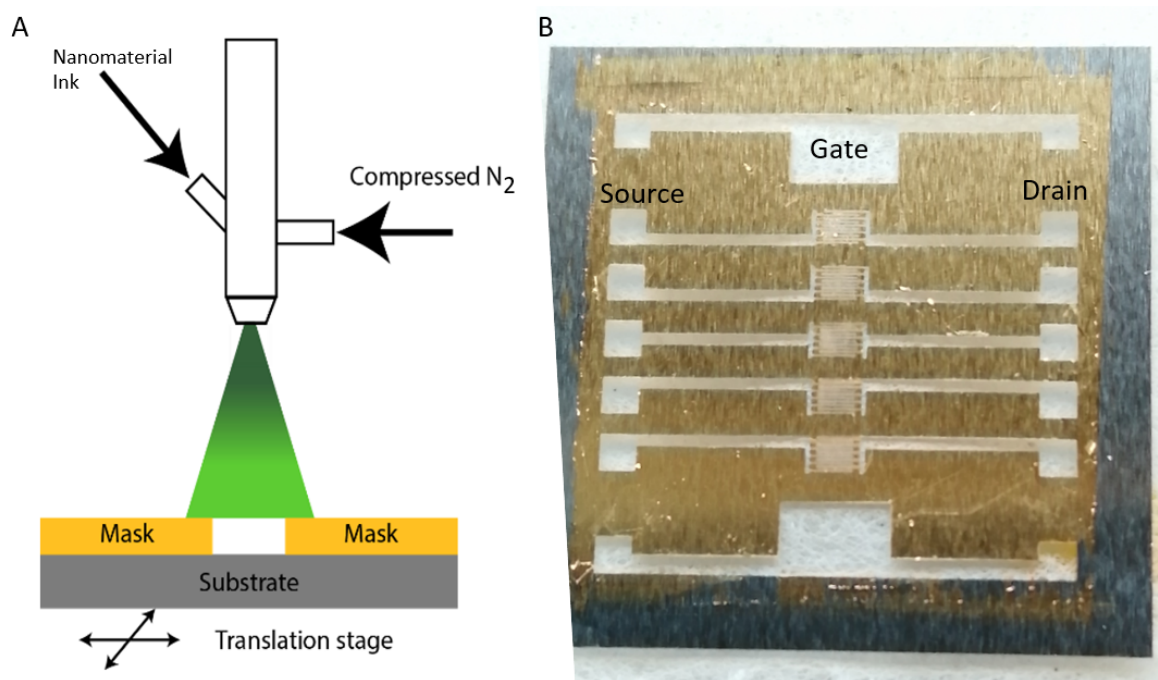 A
Nanomaterial
Ink
Compressed N2
Mask
Mask
Substrate
Translation stage
B
Gate
Source
Drain